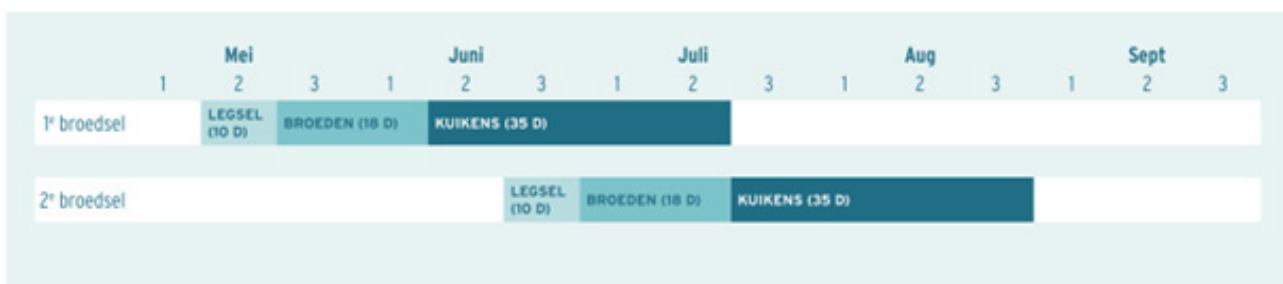 Mei Juni Juli Aug Sept
1 2 3 1 2 3 1 2 3 1 2 3 1 2 3
1e broedsel
LEGSEL
(10 D)
BROEDEN (18 D)
KUIKENS (35 D)
2e broedsel
LEGSEL
(10 D)
BROEDEN (18 D)
KUIKENS (35 D)